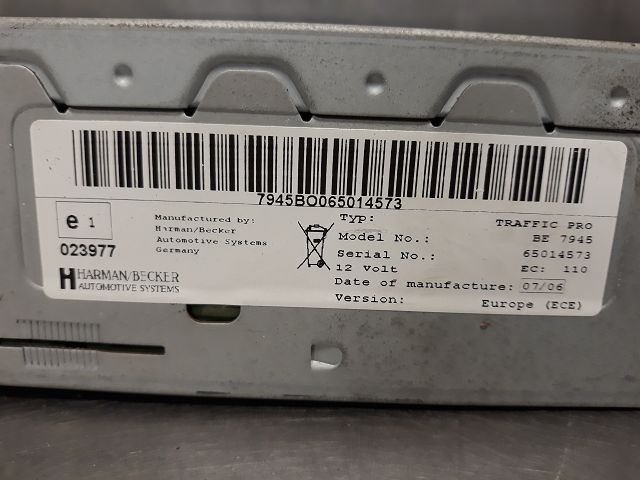 7945BO065014573
e 1
023977
Manufactured by:
Harman/Becker
Automotive Systems
Germany
HARMAN/BECKER
AUTOMOTIVE SYSTEMS
Typ: TRAFFIC PRO
Model No.: BE 7945
Serial No.: 65014573
12 Volt EC: 110
Date of manufacture: 07/06
Version: Europe (ECE)